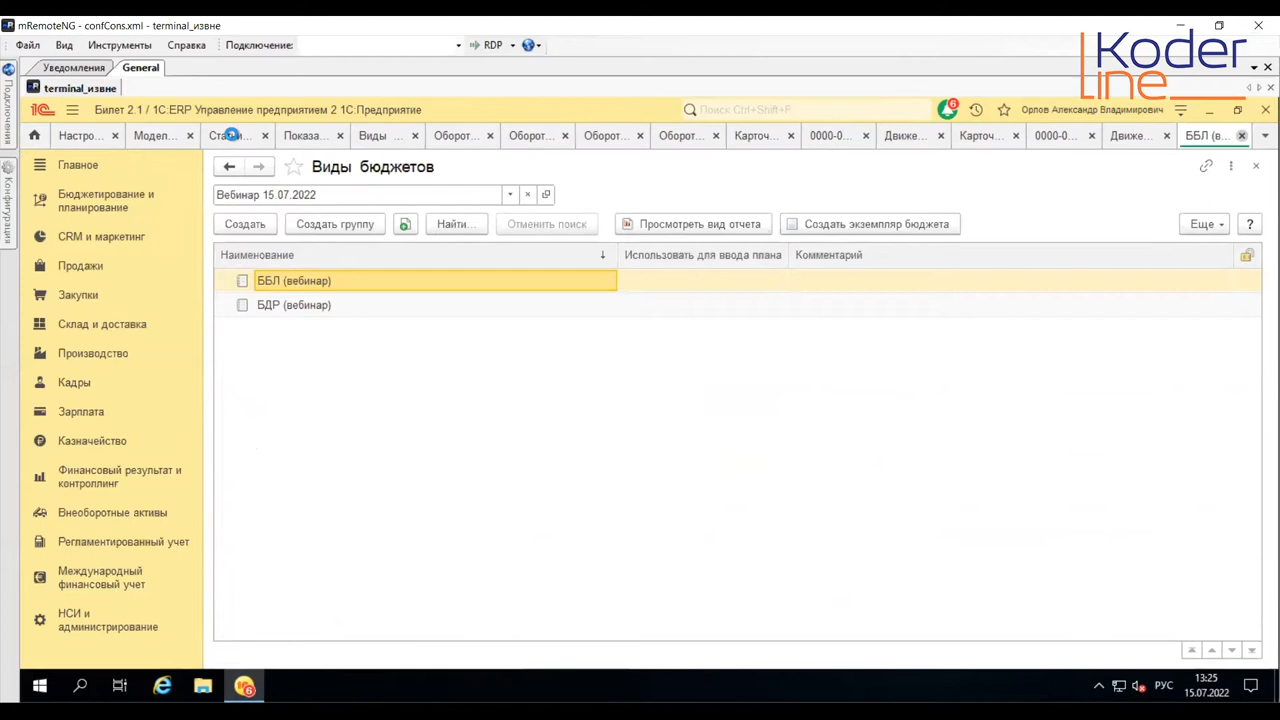 mRemoteNG - confCons.xml - terminal_извне
Koder
line
Файл Вид Инструменты Справка Подключение: RDP
Уведомления General
Подключения
terminal_извне
Билет 2.1 / 1С:ERP Управление предприятием 2 1С:Предприятие Поиск Ctrl+Shift+F 6 Орлов Александр Владимирович
Настро... Модел... Показа... Виды ... Оборот... Оборот... Оборот... Оборот... Карточ... 0000-0... Движе... Карточ... 0000-0... Движе... ББЛ (в...
Конфигурация
Главное
Бюджетирование и
планирование
CRM и маркетинг
Продажи
Закупки
Склад и доставка
Производство
Кадры
Зарплата
Казначейство
Финансовый результат и
контроллинг
Внеоборотные активы
Регламентированный учет
Международный
финансовый учет
НСИ и
администрирование
Виды бюджетов
Вебинар 15.07.2022
Создать Создать группу Найти... Отменить поиск Просмотреть вид отчета Создать экземпляр бюджета Еще ?
Наименование Использовать для ввода плана Комментарий
ББЛ (вебинар)
БДР (вебинар)
6
РУС
13:25
15.07.2022